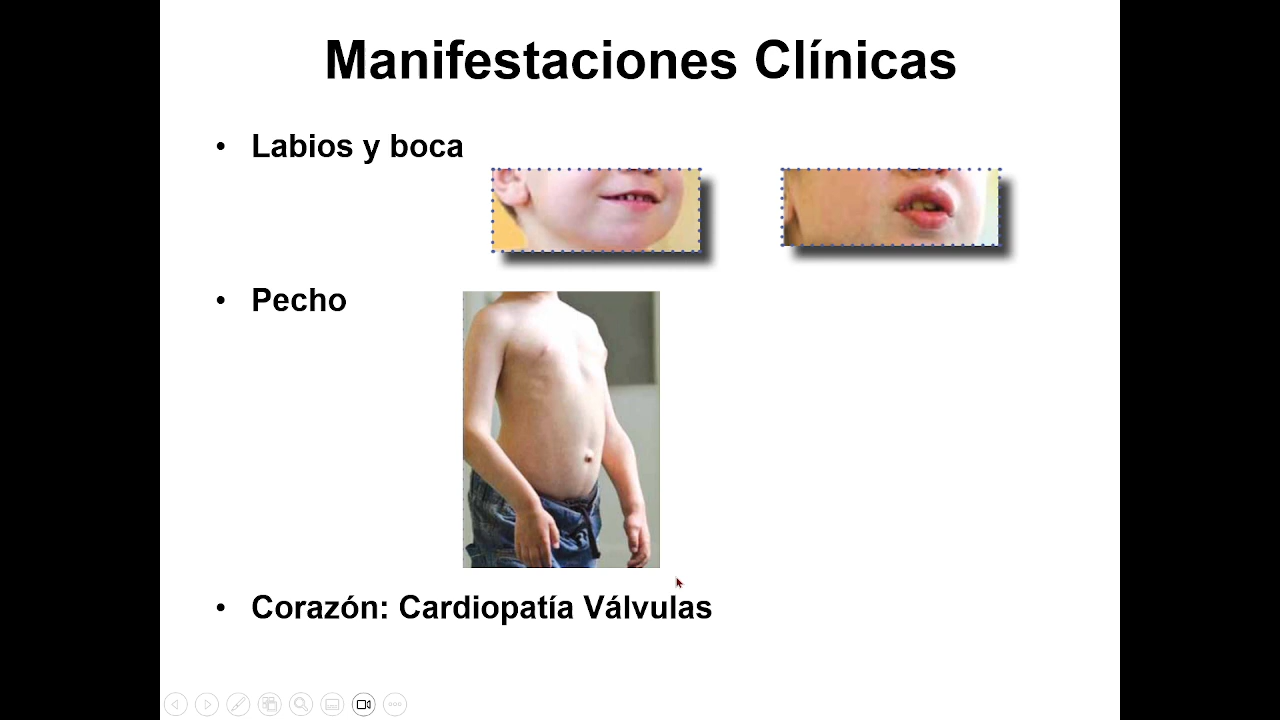 Manifestaciones Clínicas
• Labios y boca
• Pecho
• Corazón: Cardiopatía Válvulas